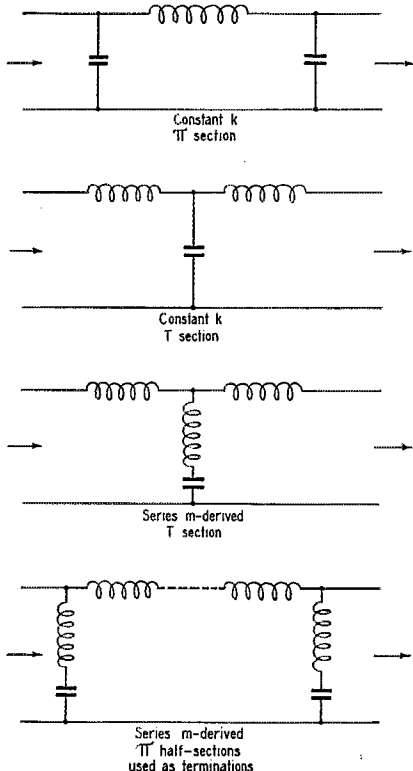 Constant k
π section
Constant k
T section
Series m-derived
T section
Series m-derived
π half-sections
used as terminations